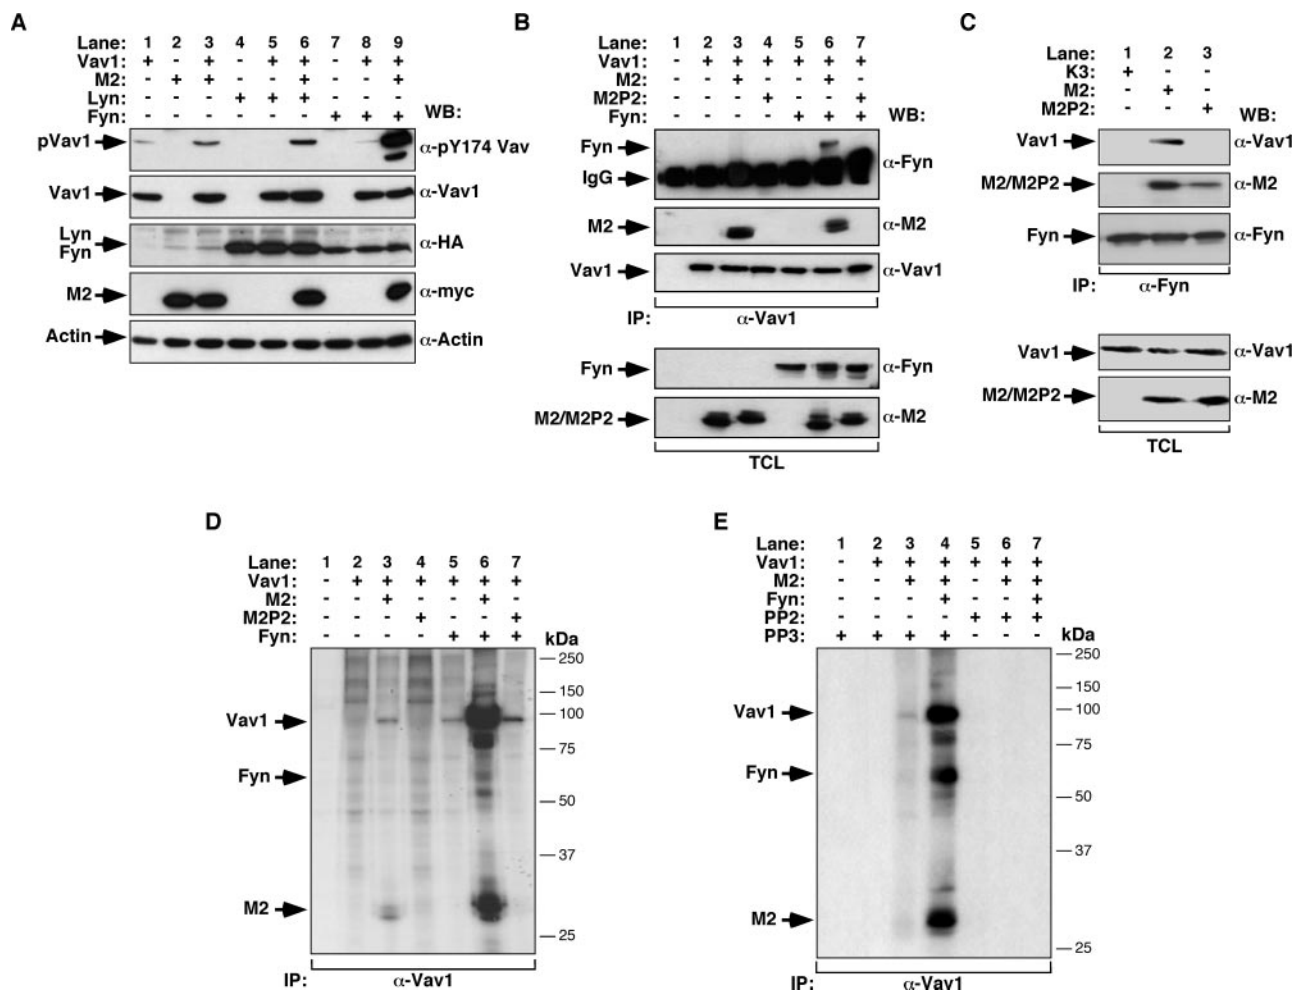 A
Lane: 1 2 3 4 5 6 7 8 9
Vav1: + - + - + + - + +
M2: - + + - - + - - +
Lyn: - - - + + + - - -
Fyn: - - - - - - + + + WB:
pVav1 α-pY174 Vav
Vav1 α-Vav1
Lyn
Fyn α-HA
M2 α-myc
Actin α-Actin
B
Lane: 1 2 3 4 5 6 7
Vav1: - + + + + + +
M2: - - + - - + -
M2P2: - - - + - - +
Fyn: - - - - + + + WB:
Fyn α-Fyn
IgG
M2 α-M2
Vav1 α-Vav1
IP: α-Vav1
Fyn α-Fyn
M2/M2P2 α-M2
TCL
C
Lane: 1 2 3
K3: + - -
M2: - + -
M2P2: - - + WB:
Vav1 α-Vav1
M2/M2P2 α-M2
Fyn α-Fyn
IP: α-Fyn
Vav1 α-Vav1
M2/M2P2 α-M2
TCL
D
Lane: 1 2 3 4 5 6 7
Vav1: - + + + + + +
M2: - - + - - + -
M2P2: - - - + - - +
Fyn: - - - - + + + kDa
250
150
Vav1 100
75
Fyn
50
37
M2
25
IP: α-Vav1
E
Lane: 1 2 3 4 5 6 7
Vav1: - + + + + + +
M2: - - + + - + +
Fyn: - - - + - - +
PP2: - - - - + + +
PP3: + + + + - - - kDa
250
150
Vav1 100
75
Fyn
50
37
M2
25
IP: α-Vav1